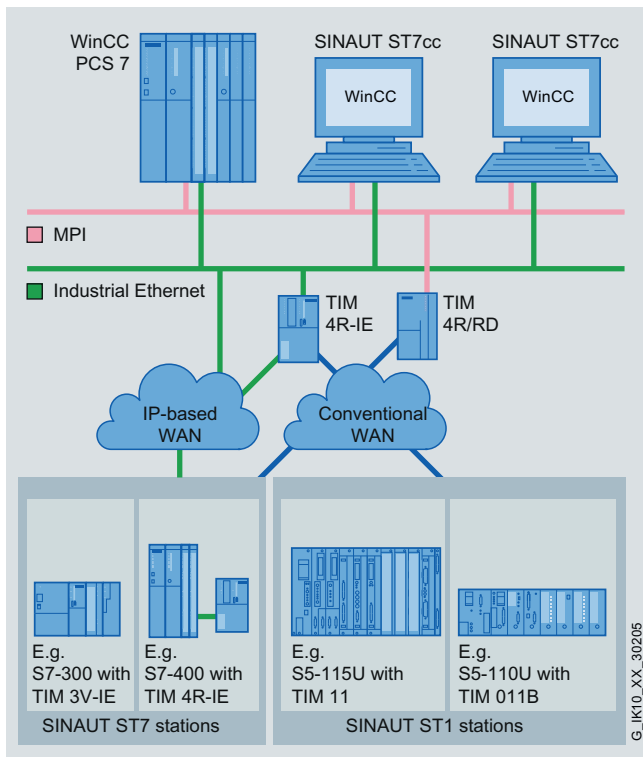 WinCC
PCS 7
SINAUT ST7cc
SINAUT ST7cc
WinCC
WinCC
MPI
Industrial Ethernet
TIM
4R-IE
TIM
4R/RD
IP-based
WAN
Conventional
WAN
E.g.
S7-300 with
TIM 3V-IE
E.g.
S7-400 with
TIM 4R-IE
E.g.
S5-115U with
TIM 11
E.g.
S5-110U with
TIM 011B
SINAUT ST7 stations
SINAUT ST1 stations
G_IK10_XX_30205